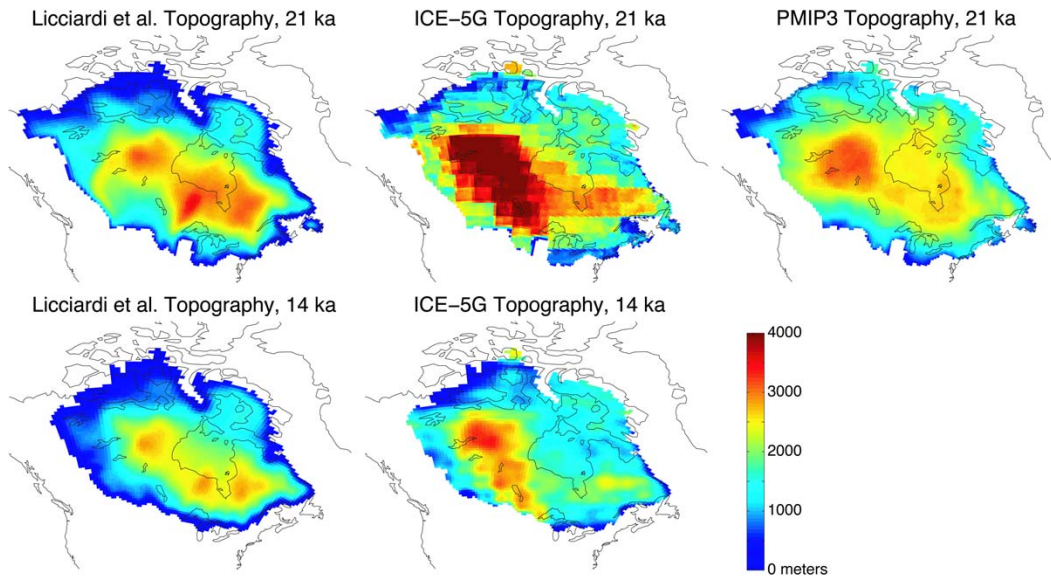 Licciardi et al. Topography, 21 ka
ICE-5G Topography, 21 ka
PMIP3 Topography, 21 ka
Licciardi et al. Topography, 14 ka
ICE-5G Topography, 14 ka
4000
3000
2000
1000
0 meters